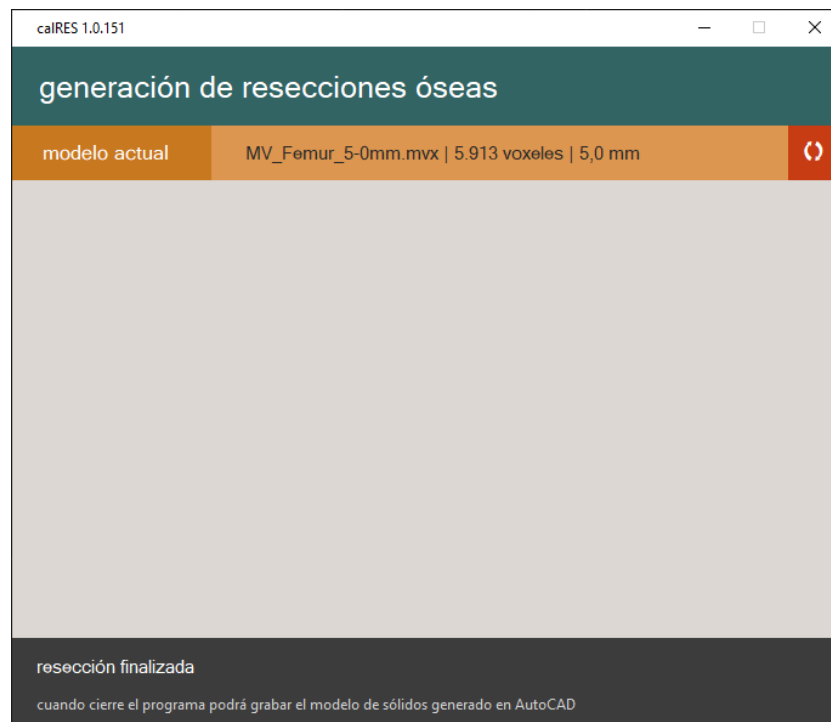 calRES 1.0.151
generación de resecciones óseas
modelo actual
MV_Femur_5-0mm.mvx | 5.913 voxeles | 5,0 mm
resección finalizada
cuando cierre el programa podrá grabar el modelo de sólidos generado en AutoCAD